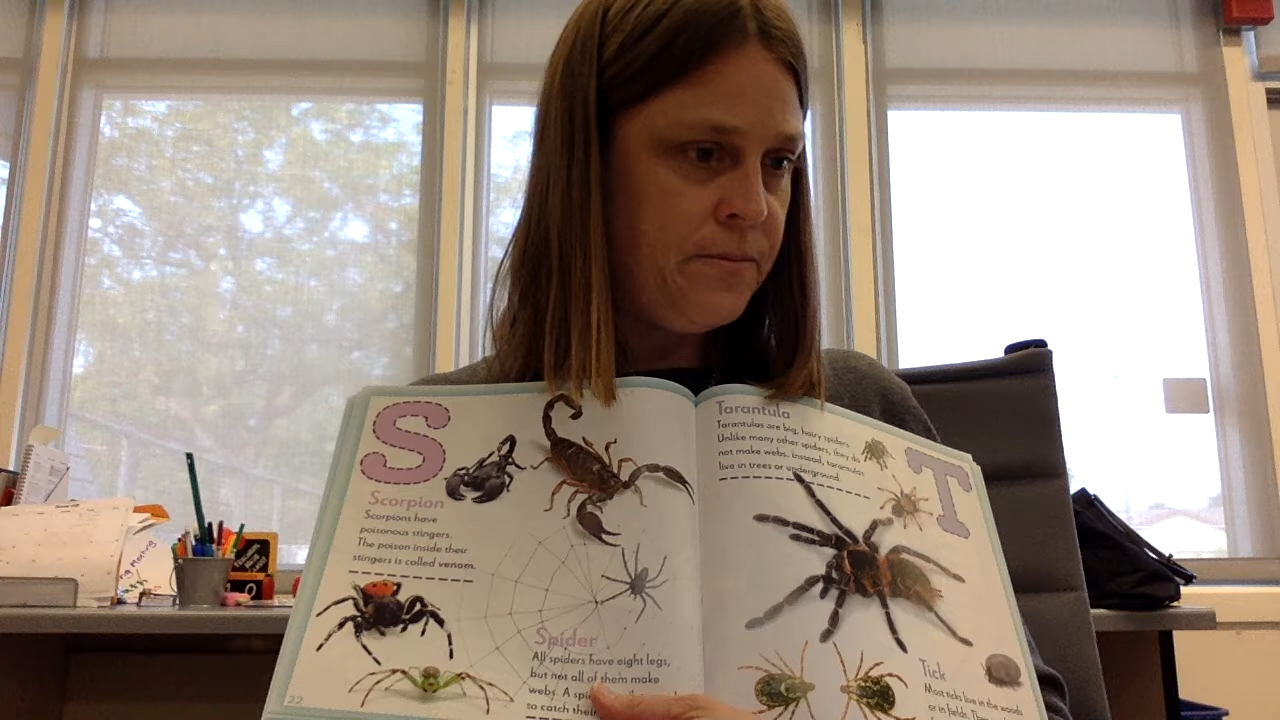 S
Scorpion
Scorpions have
poisonous stingers.
The poison inside their
stingers is called venom.
Spider
All spiders have eight legs,
but not all of them make
webs. A
to catch their
22
Tarantula
Tarantulas are big, hairy spiders.
Unlike many other spiders, they do
not make webs. Instead, tarantulas
live in trees or underground.
T
Tick
Most ticks live in the woods
or in fields.